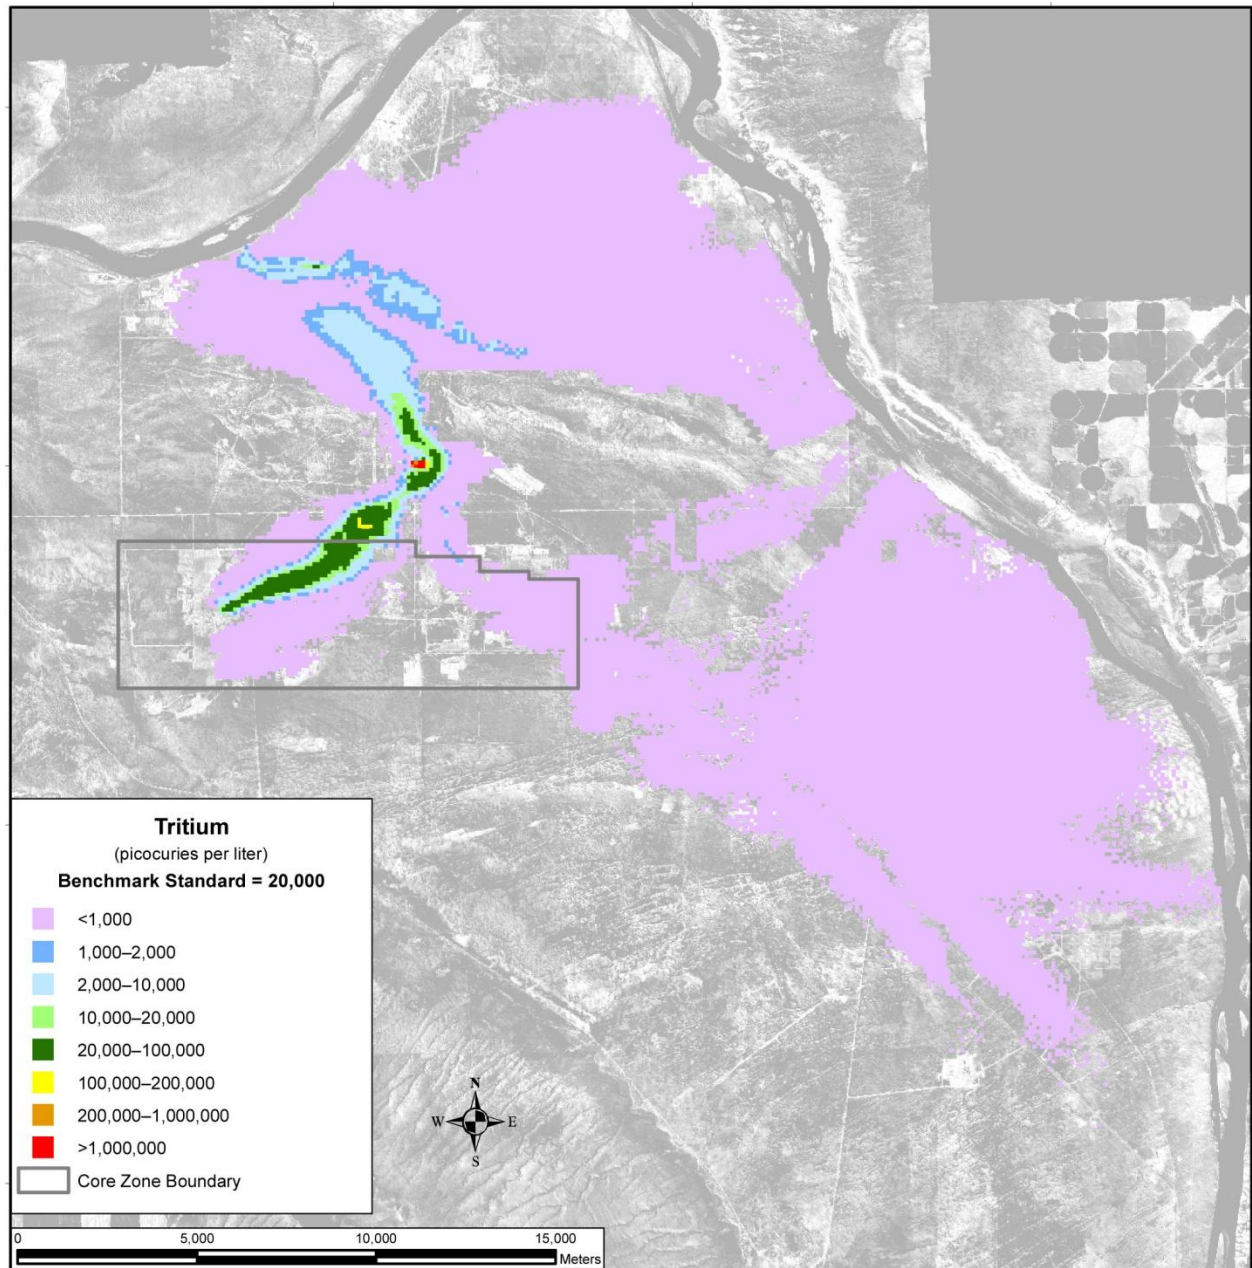 Tritium
(picocuries per liter)
Benchmark Standard = 20,000
<1,000
1,000–2,000
2,000–10,000
10,000–20,000
20,000–100,000
100,000–200,000
200,000–1,000,000
>1,000,000
Core Zone Boundary
N
W E
S
0 5,000 10,000 15,000
Meters